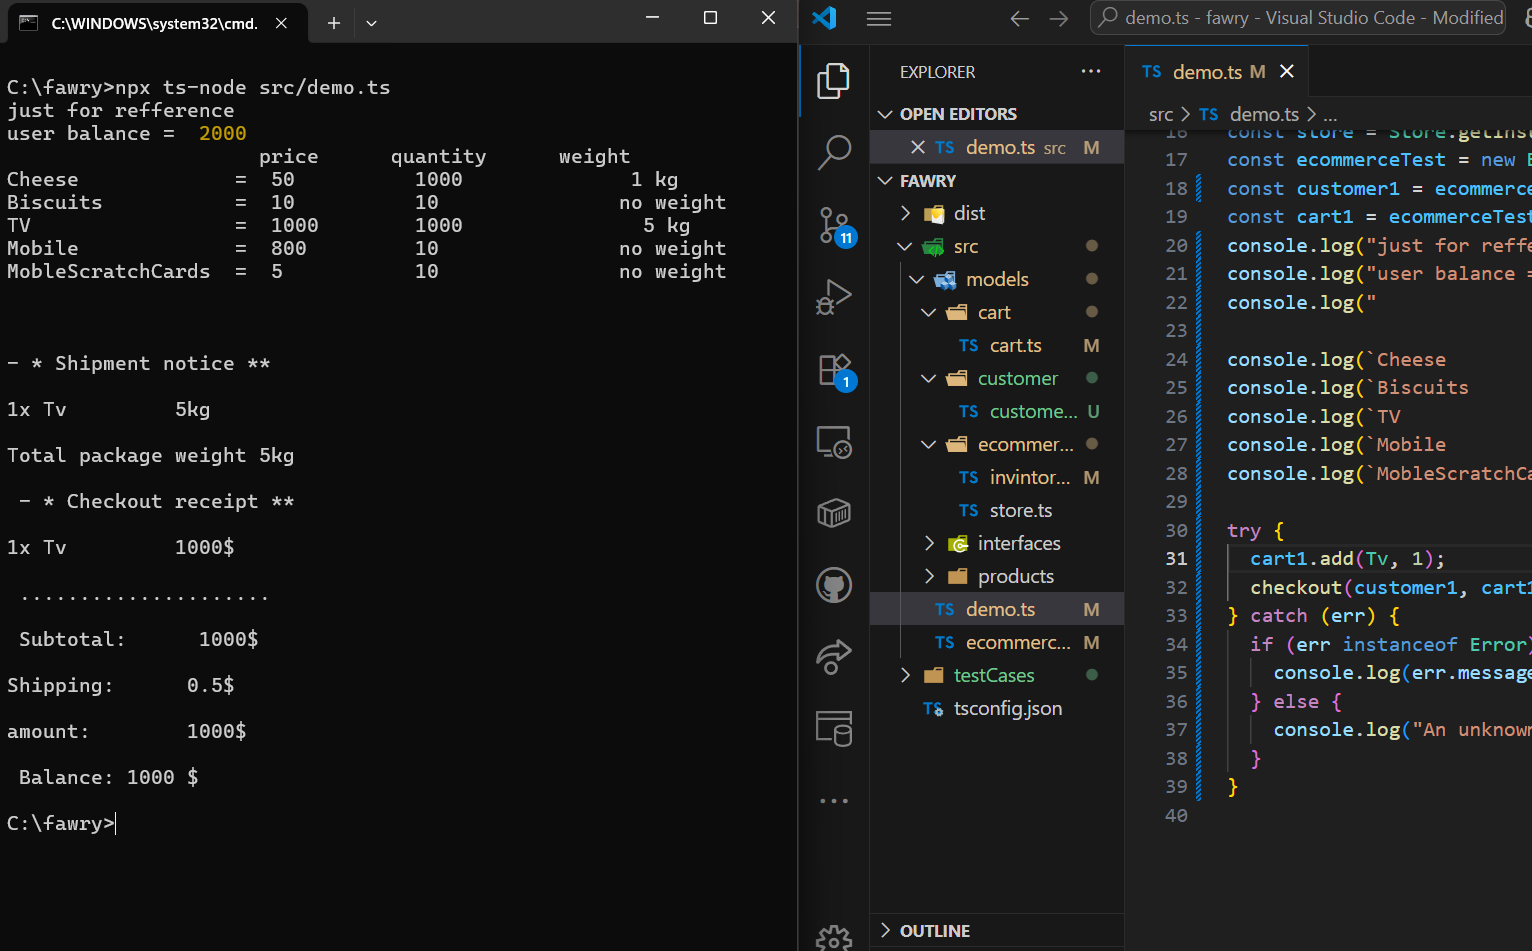 C:\WINDOWS\system32\cmd.
C:\fawry>npx ts-node src/demo.ts
just for refference
user balance =  2000
price      quantity      weight
Cheese             =  50          1000              1 kg
Biscuits           =  10          10               no weight
TV                 =  1000        1000               5 kg
Mobile             =  800         10               no weight
MobleScratchCards  =  5           10               no weight
- * Shipment notice **
1x Tv         5kg
Total package weight 5kg
- * Checkout receipt **
1x Tv         1000$
.....................
Subtotal:      1000$
Shipping:      0.5$
amount:        1000$
Balance: 1000 $
C:\fawry>
demo.ts - fawry - Visual Studio Code - Modified
EXPLORER
OPEN EDITORS
TS demo.ts src M
FAWRY
dist
src
models
cart
TS cart.ts M
customer
TS custome... U
ecommer...
TS invintor... M
TS store.ts
interfaces
products
TS demo.ts M
TS ecommerc... M
testCases
TS tsconfig.json
OUTLINE
11
1
TS demo.ts M
src > TS demo.ts > ...
16 const store = Store.getInst
17 const ecommerceTest = new E
18 const customer1 = ecommerce
19 const cart1 = ecommerceTest
20 console.log("just for reffe
21 console.log("user balance =
22 console.log("
23
24 console.log(`Cheese
25 console.log(`Biscuits
26 console.log(`TV
27 console.log(`Mobile
28 console.log(`MobleScratchCa
29
30 try {
31 cart1.add(Tv, 1);
32 checkout(customer1, cart1
33 } catch (err) {
34 if (err instanceof Error)
35 console.log(err.message
36 } else {
37 console.log("An unknown
38 }
39 }
40